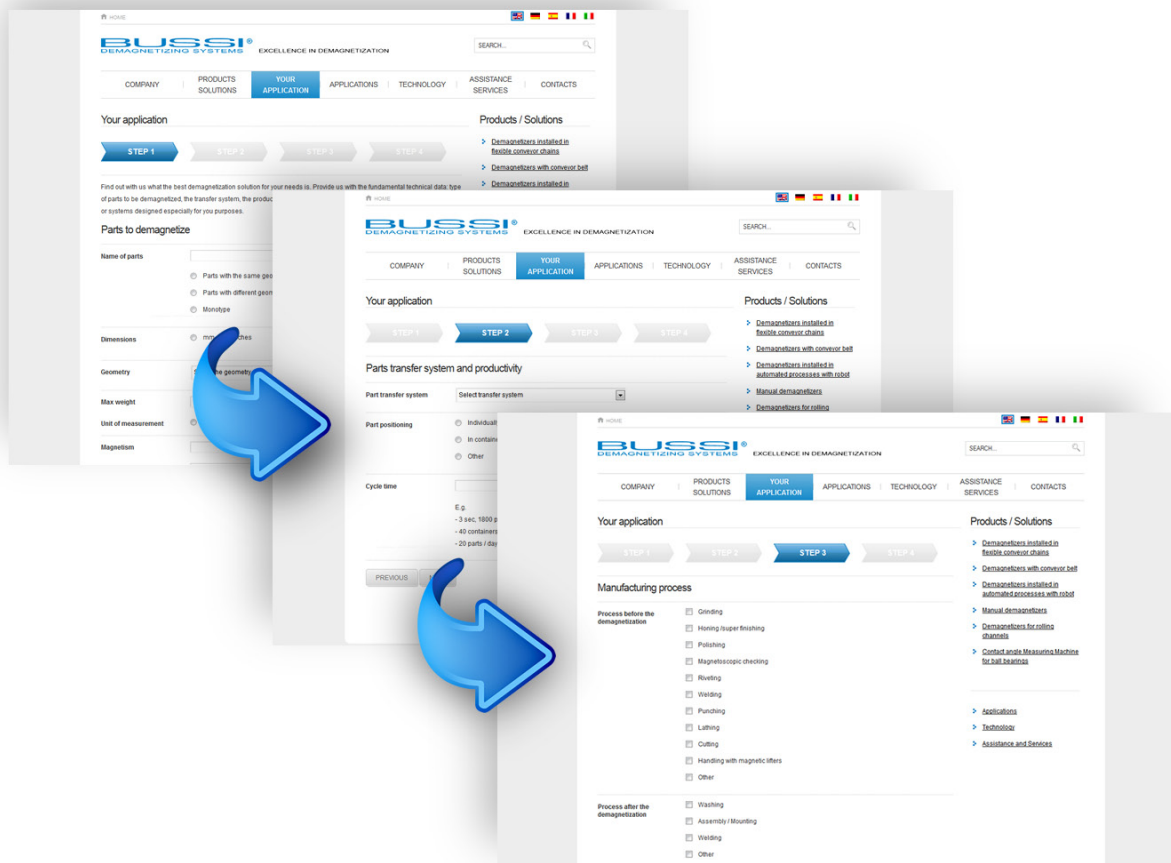 HOME
BUSSI®
DEMAGNETIZING SYSTEMS EXCELLENCE IN DEMAGNETIZATION
SEARCH...
COMPANY
PRODUCTS
SOLUTIONS
YOUR
APPLICATION
APPLICATIONS
TECHNOLOGY
ASSISTANCE
SERVICES
CONTACTS
Your application
STEP 1 STEP 2 STEP 3 STEP 4
Find out with us what the best demagnetization solution for your needs is. Provide us with the fundamental technical data: type
of parts to be demagnetized, the transfer system, the
or systems designed especially for you purposes.
Parts to demagnetize
Name of parts
Parts with the same
Parts with different
Monotype
Dimensions
Geometry
Max weight
Unit of measurement
Magnetism
Products / Solutions
Demagnetizers installed in
flexible conveyor chains
Demagnetizers with conveyor belt
Demagnetizers installed in
HOME
BUSSI®
DEMAGNETIZING SYSTEMS EXCELLENCE IN DEMAGNETIZATION
SEARCH...
COMPANY
PRODUCTS
SOLUTIONS
YOUR
APPLICATION
APPLICATIONS
TECHNOLOGY
ASSISTANCE
SERVICES
CONTACTS
Your application
STEP 1 STEP 2 STEP 3 STEP 4
Parts transfer system and productivity
Part transfer system Select transfer system
Part positioning
Individually
In
Other
Cycle time
E.g.
- 3 sec, 1800
- 40 containers
- 20 parts /
PREVIOUS
Products / Solutions
Demagnetizers installed in
flexible conveyor chains
Demagnetizers with conveyor belt
Demagnetizers installed in
automated processes with robot
Manual demagnetizers
Demagnetizers for rolling
HOME
BUSSI®
DEMAGNETIZING SYSTEMS EXCELLENCE IN DEMAGNETIZATION
SEARCH...
COMPANY
PRODUCTS
SOLUTIONS
YOUR
APPLICATION
APPLICATIONS
TECHNOLOGY
ASSISTANCE
SERVICES
CONTACTS
Your application
STEP 1 STEP 2 STEP 3 STEP 4
Manufacturing process
Process before the
demagnetization
Grinding
Honing /super finishing
Polishing
Magnetoscopic checking
Riveting
Welding
Punching
Lathing
Cutting
Handling with magnetic lifters
Other
Process after the
demagnetization
Washing
Assembly / Mounting
Welding
Other
Products / Solutions
Demagnetizers installed in
flexible conveyor chains
Demagnetizers with conveyor belt
Demagnetizers installed in
automated processes with robot
Manual demagnetizers
Demagnetizers for rolling
channels
Contact angle Measuring Machine
for ball bearings
Applications
Technology
Assistance and Services